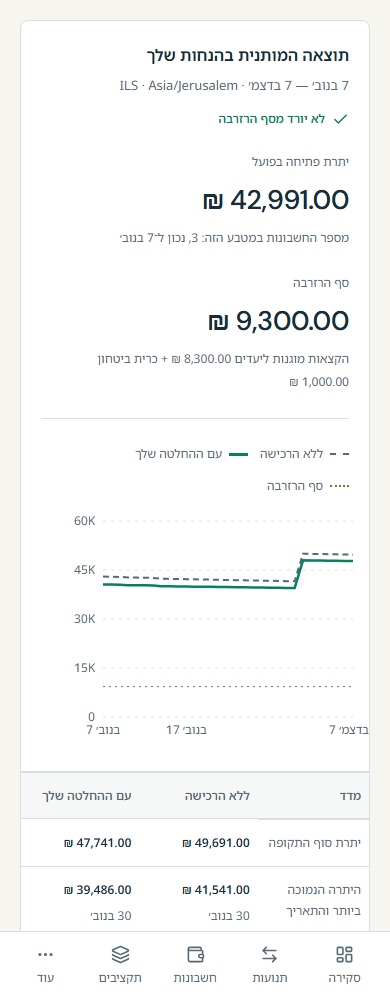 תוצאה המותנית בהנחות שלך
7 בנוב׳ — 7 בדצמ׳ · ILS · Asia/Jerusalem
לא יורד מסף הרזרבה
יתרת פתיחה בפועל
42,991.00 ₪
מספר החשבונות במטבע הזה: 3, נכון ל־7 בנוב׳
סף הרזרבה
9,300.00 ₪
הקצאות מוגנות ליעדים 8,300.00 ₪ + כרית ביטחון
1,000.00 ₪
ללא הרכישה עם ההחלטה שלך
סף הרזרבה
60K
45K
30K
15K
0
7 בנוב׳ 17 בנוב׳ 7 בדצמ׳
מדד ללא הרכישה עם ההחלטה שלך
יתרת סוף התקופה 49,691.00 ₪ 47,741.00 ₪
היתרה הנמוכה ביותר והתאריך 41,541.00 ₪ 39,486.00 ₪
30 בנוב׳ 30 בנוב׳
סקירה תנועות חשבונות תקציבים עוד